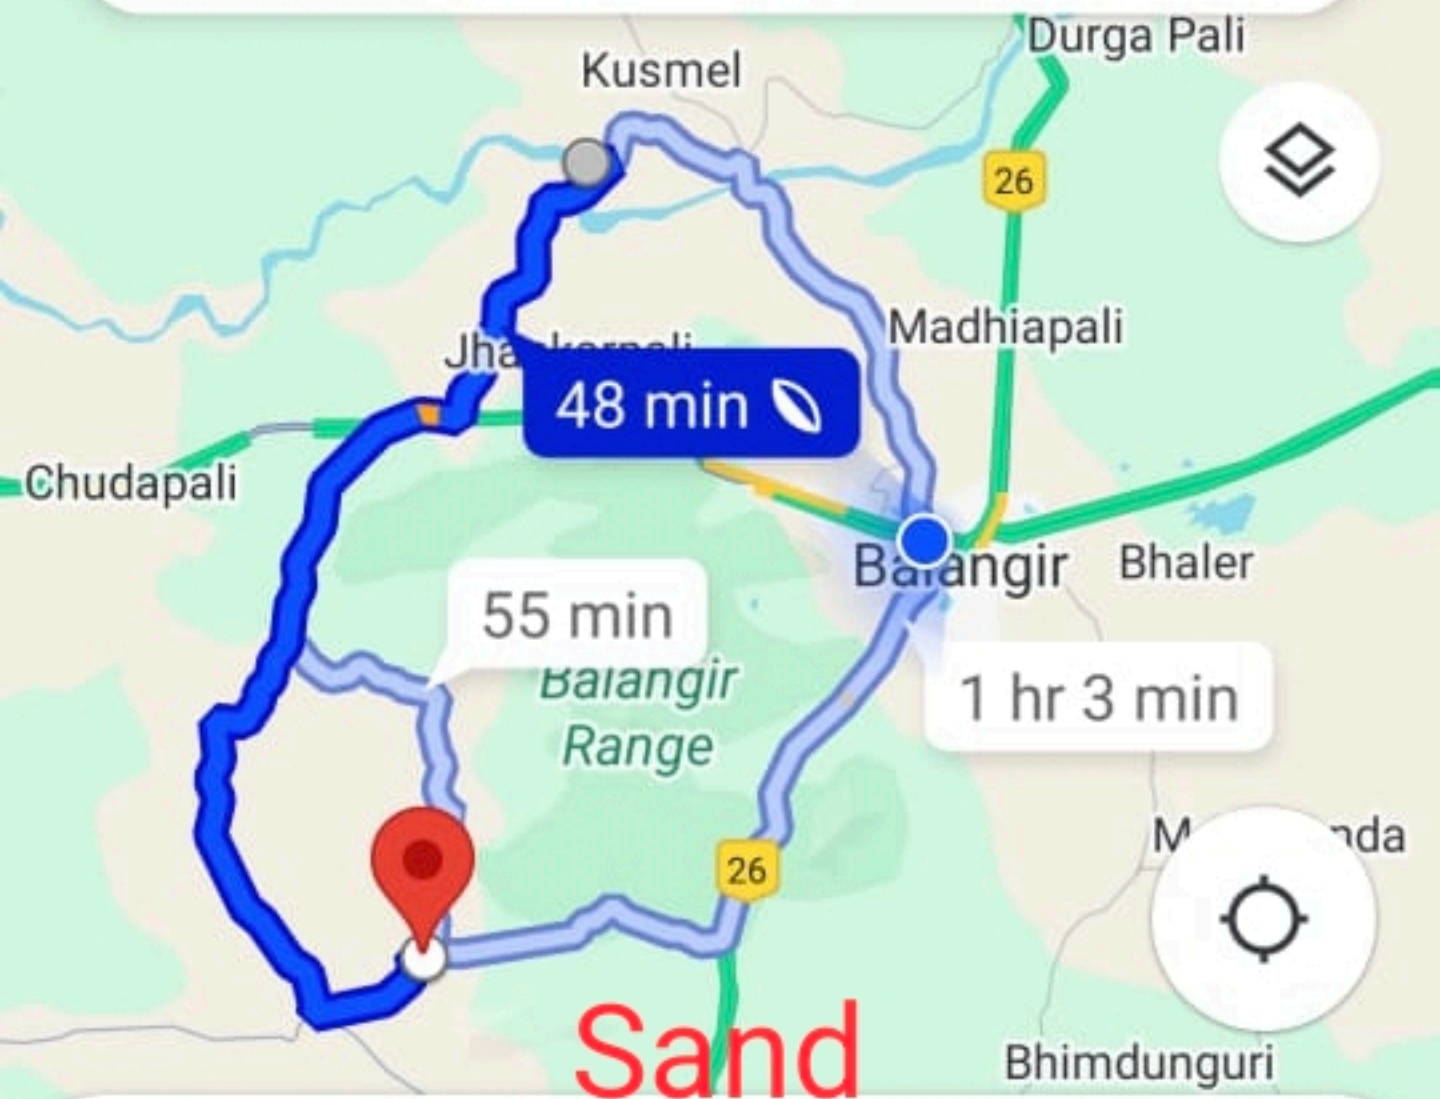 Durga Pali
Kusmel
26
Madhiapali
48 min
Chudapali
Balangir
Bhaler
55 min
Balangir
Range
1 hr 3 min
26
Sand
Bhimdunguri